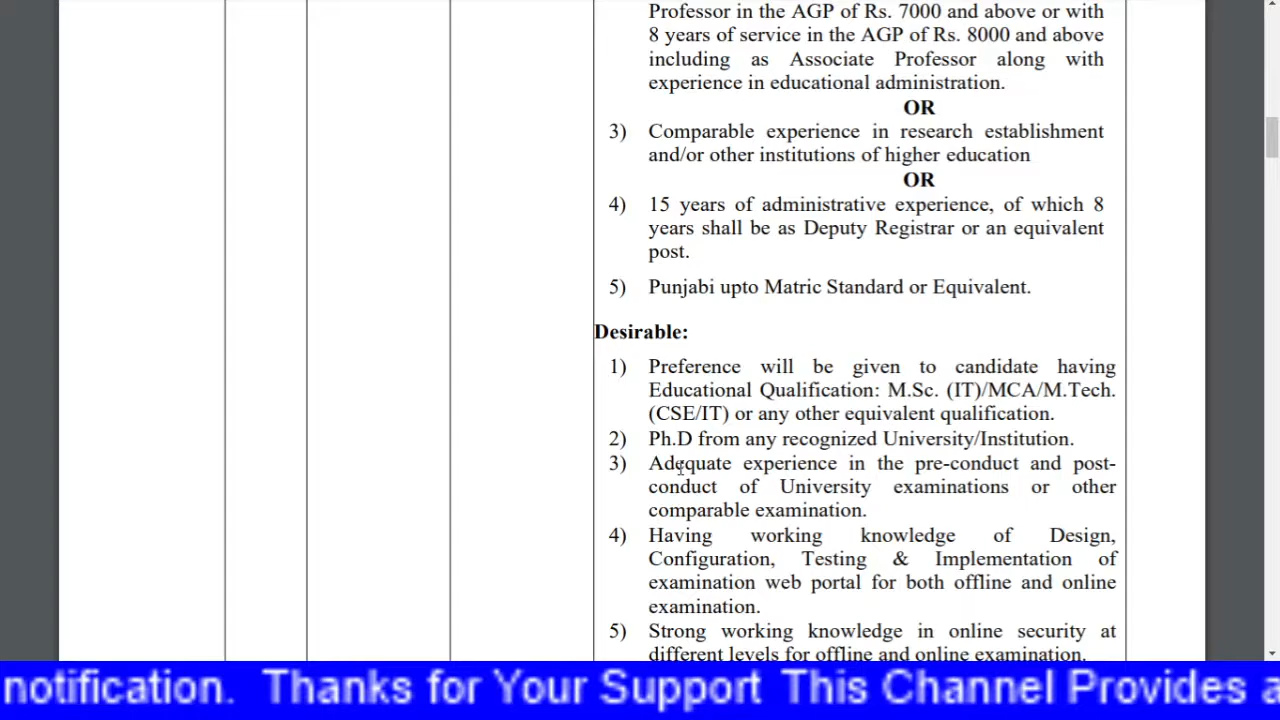 Professor in the AGP of Rs. 7000 and above or with
8 years of service in the AGP of Rs. 8000 and above
including as Associate Professor along with
experience in educational administration.
OR
3) Comparable experience in research establishment
and/or other institutions of higher education
OR
4) 15 years of administrative experience, of which 8
years shall be as Deputy Registrar or an equivalent
post.
5) Punjabi upto Matric Standard or Equivalent.
Desirable:
1) Preference will be given to candidate having
Educational Qualification: M.Sc. (IT)/MCA/M.Tech.
(CSE/IT) or any other equivalent qualification.
2) Ph.D from any recognized University/Institution.
3) Adequate experience in the pre-conduct and post-
conduct of University examinations or other
comparable examination.
4) Having working knowledge of Design,
Configuration, Testing & Implementation of
examination web portal for both offline and online
examination.
5) Strong working knowledge in online security at
different levels for offline and online examination.
notification. Thanks for Your Support This Channel Provides a